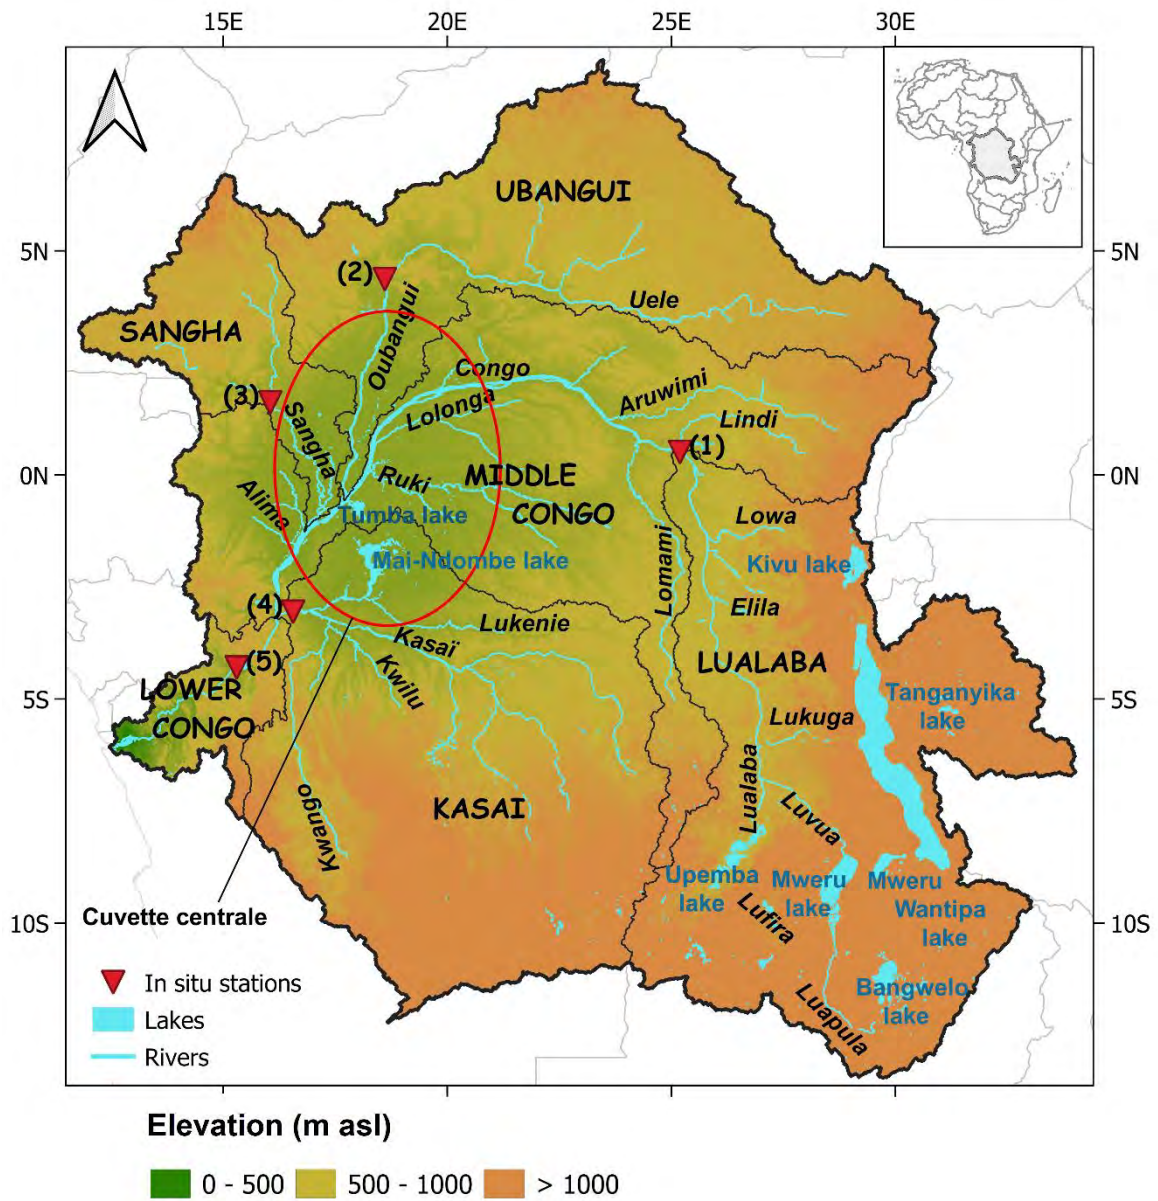 15E
20E
25E
30E
UBANGUI
5N
5N
(2)
Oubangui
Uele
SANGHA
(3)
Sangha
Congo
Lolonga
Aruwimi
Lindi
(1)
0N
0N
Ruki
MIDDLE
CONGO
Alima
Tumba lake
Lowa
Mai-Ndombe lake
Lomami
Kivu lake
(4)
Elila
Lukenie
Kasaï
Kwilu
(5)
LUALABA
LOWER
CONGO
Tanganyika
lake
5S
5S
Lukuga
Lualaba
Luvua
Kwango
KASAI
Upemba
lake
Mweru
lake
Mweru
Wantipa
lake
Lufira
Cuvette centrale
10S
10S
Bangwelo
lake
Luapula
In situ stations
Lakes
Rivers
Elevation (m asl)
0 - 500
500 - 1000
> 1000